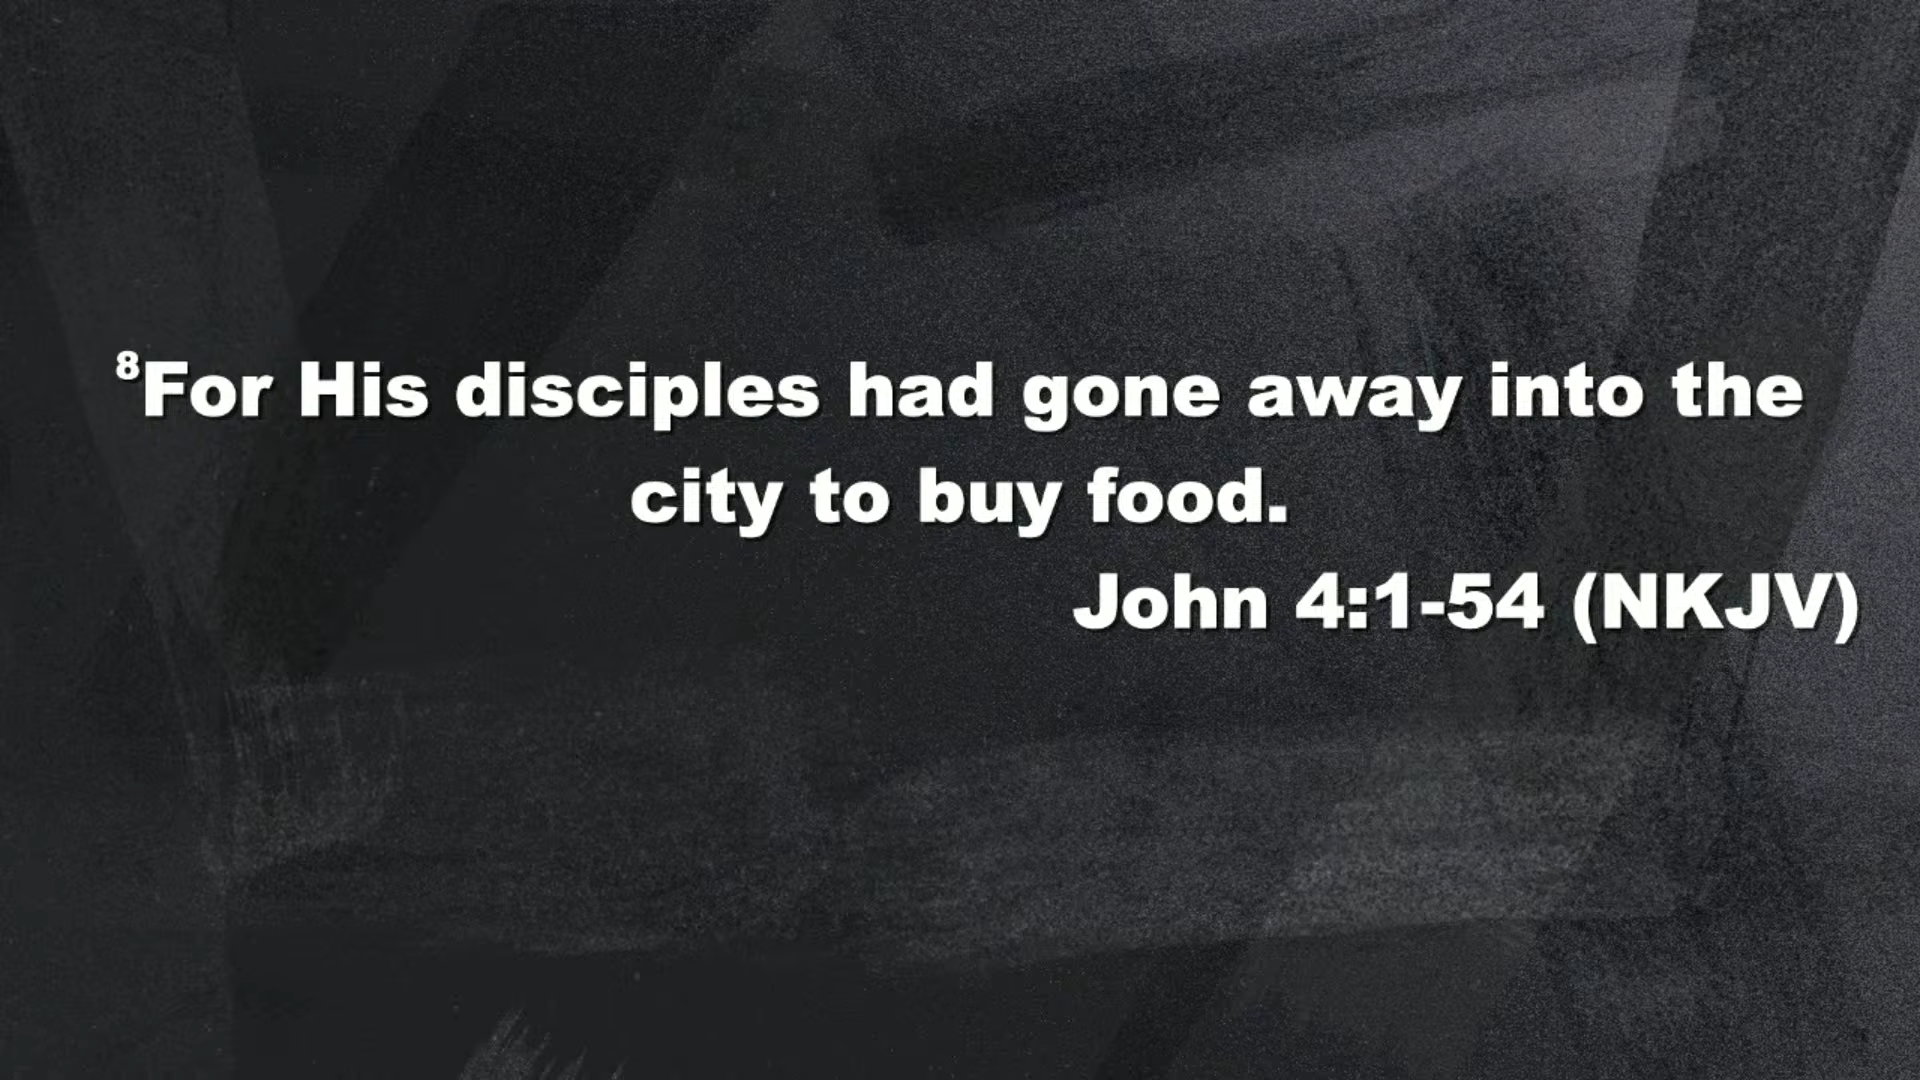 ⁸For His disciples had gone away into the
city to buy food.
John 4:1-54 (NKJV)